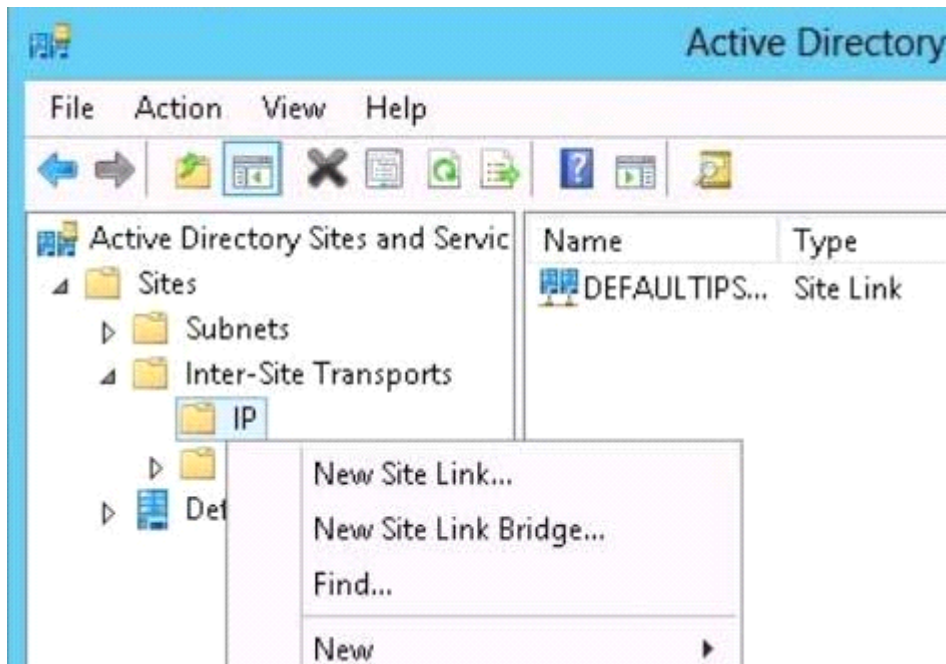 Active Directory
File Action View Help
Active Directory Sites and Servic
Name Type
Sites
DEFAULTIPS... Site Link
Subnets
Inter-Site Transports
IP
New Site Link...
Def
New Site Link Bridge...
Find...
New